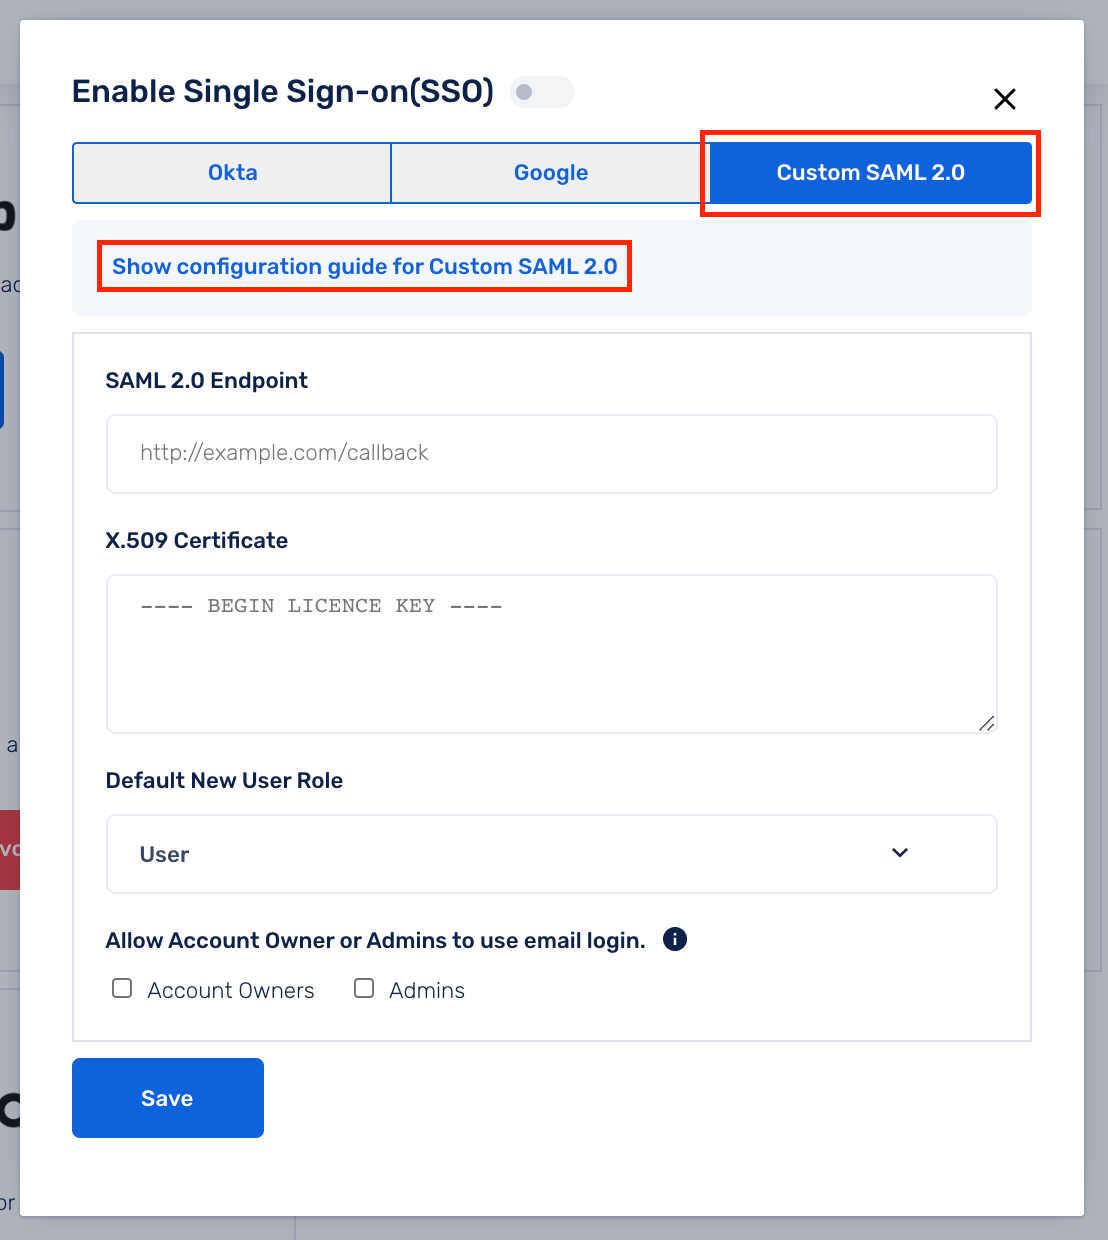 Enable Single Sign-on(SSO)
Okta
Google
Custom SAML 2.0
Show configuration guide for Custom SAML 2.0
SAML 2.0 Endpoint
http://example.com/callback
X.509 Certificate
---- BEGIN LICENCE KEY ----
Default New User Role
User
Allow Account Owner or Admins to use email login.
Account Owners
Admins
Save